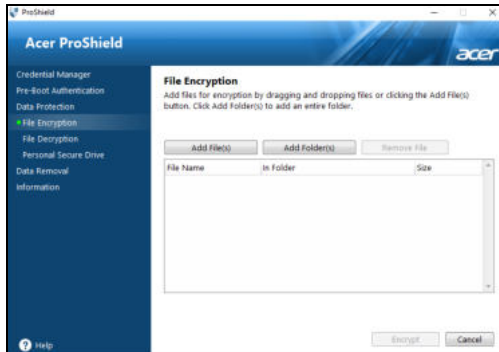 ProShield
Acer ProShield
acer
Credential Manager
Pre-Boot Authentication
Data Protection
File Encryption
File Decryption
Personal Secure Drive
Data Removal
Information
Help
File Encryption
Add files for encryption by dragging and dropping files or clicking the Add File(s)
button. Click Add Folder(s) to add an entire folder.
Add File(s) Add Folder(s) Remove File
File Name In Folder Size
Encrypt Cancel